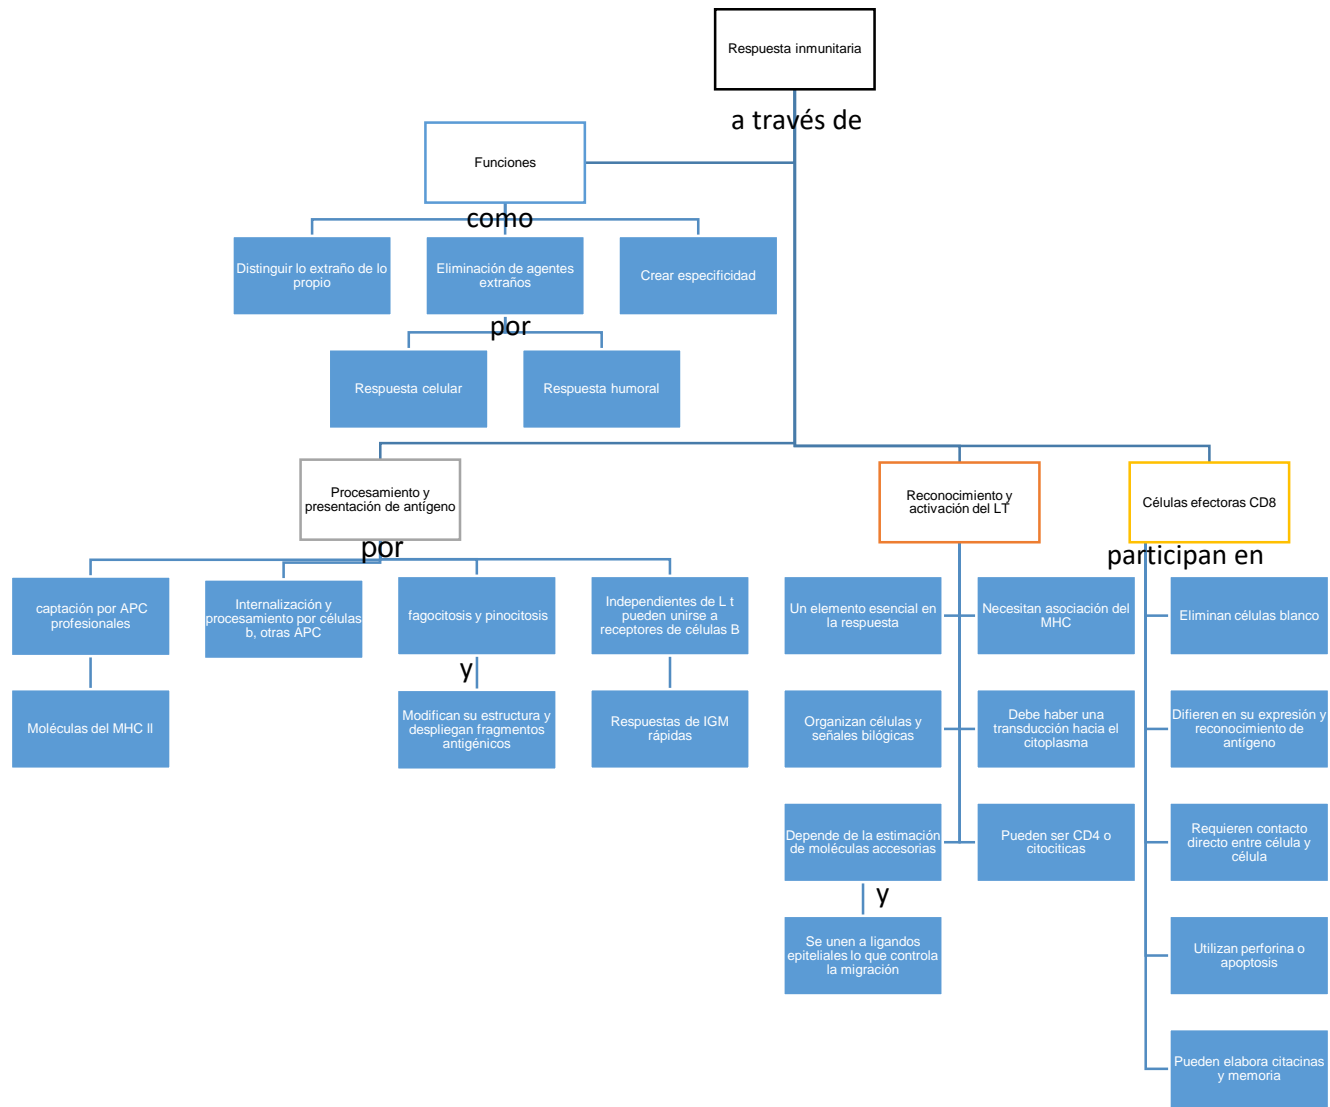 Respuesta inmunitaria
a través de
Funciones
como
Distinguir lo extraño de lo
propio
Eliminación de agentes
extraños
Crear especificidad
por
Respuesta celular
Respuesta humoral
Procesamiento y
presentación de antígeno
por
captación por APC
profesionales
Moléculas del MHC II
Internalización y
procesamiento por células
b, otras APC
fagocitosis y pinocitosis
y
Modifican su estructura y
despliegan fragmentos
antigénicos
Independientes de L t
pueden unirse a
receptores de células B
Respuestas de IGM
rápidas
Reconocimiento y
activación del LT
Un elemento esencial en
la respuesta
Necesitan asociación del
MHC
Organizan células y
señales bilógicas
Debe haber una
transducción hacia el
citoplasma
Depende de la estimación
de moléculas accesorias
Pueden ser CD4 o
citociticas
y
Se unen a ligandos
epiteliales lo que controla
la migración
Células efectoras CD8
participan en
Eliminan células blanco
Difieren en su expresión y
reconocimiento de
antígeno
Requieren contacto
directo entre célula y
célula
Utilizan perforina o
apoptosis
Pueden elabora citacinas
y memoria